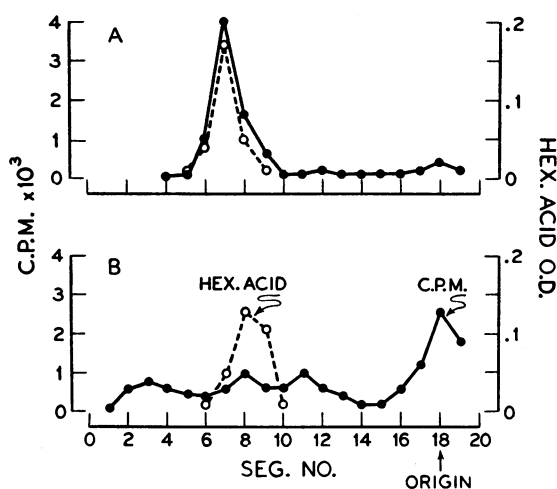 A
4
3
2
1
0
.2
.1
0
C.P.M. x10³
HEX. ACID O.D.
B
HEX. ACID
C.P.M.
4
3
2
1
0
.2
.1
0
0 2 4 6 8 10 12 14 16 18 20
SEG. NO.
ORIGIN